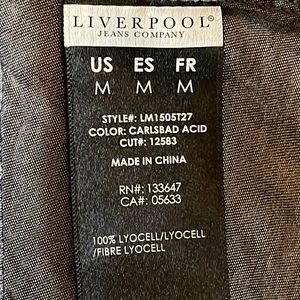 LIVERPOOL®
JEANS COMPANY
US ES FR
M M M
STYLE#: LM1505T27
COLOR: CARLSBAD ACID
CUT#: 12583
MADE IN CHINA
RN#: 133647
CA#: 05633
100% LYOCELL/LYOCELL
/FIBRE LYOCELL